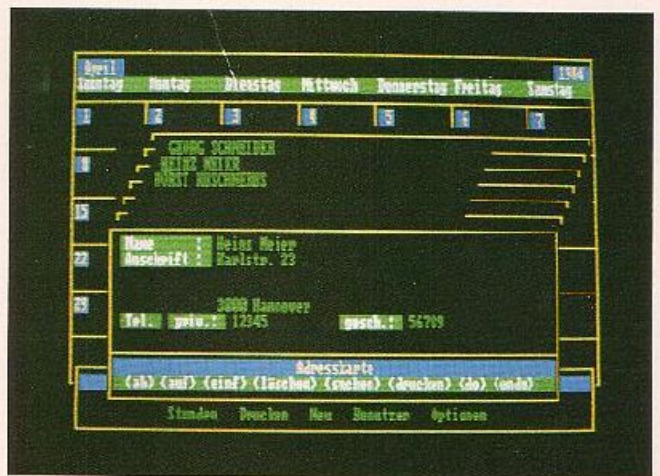 April 1984
Sonntag Montag Dienstag Mittwoch Donnerstag Freitag Samstag
1 2 3 4 5 6 7
GEORG SCHNEIDER
8 HEINZ MEIER
HORST
15
22 Name : Heinz Meier
Anschrift : Karlstr. 23
29 3000 Hannover
Tel. priv.: 12345 gesch.: 56789
Adresskarte
(ab) (auf) (einf) (löschen) (suchen) (drucken) (do) (ende)
Stunden Drucken Neu Benutzer Optionen